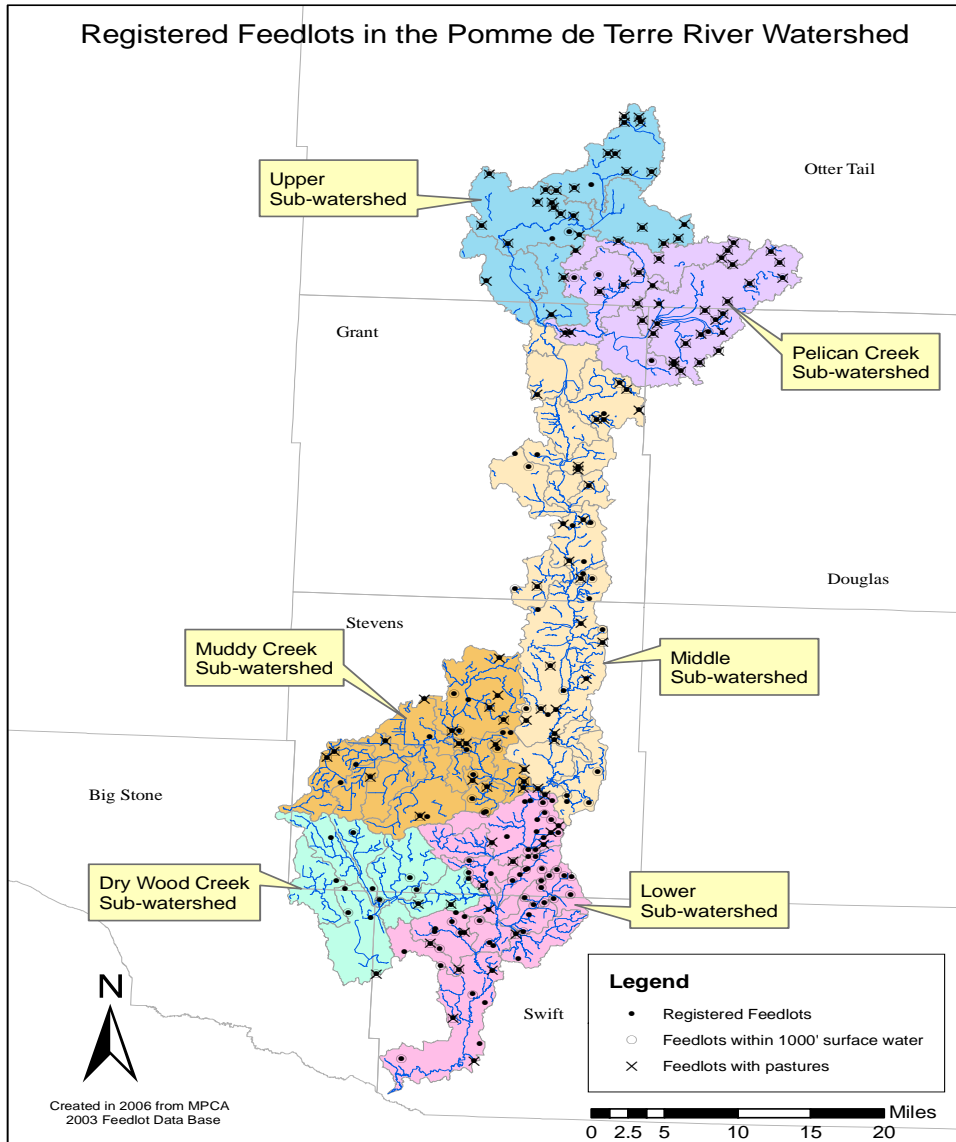 Registered Feedlots in the Pomme de Terre River Watershed
Otter Tail
Upper
Sub-watershed
Grant
Pelican Creek
Sub-watershed
Douglas
Stevens
Muddy Creek
Sub-watershed
Middle
Sub-watershed
Big Stone
Dry Wood Creek
Sub-watershed
Lower
Sub-watershed
N
Swift
Legend
Registered Feedlots
Feedlots within 1000' surface water
Feedlots with pastures
Created in 2006 from MPCA
2003 Feedlot Data Base
Miles
0 2.5 5 10 15 20